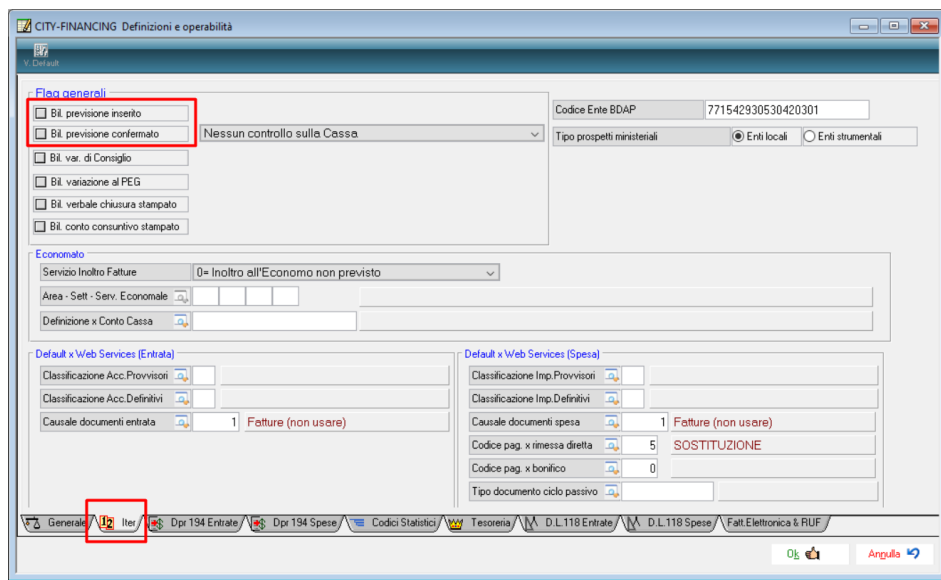 CITY-FINANCING Definizioni e operabilità
V. Default
Flag generali
Bil. previsione inserito
Bil. previsione confermato
Nessun controllo sulla Cassa
Bil. var. di Consiglio
Bil. variazione al PEG
Bil. verbale chiusura stampato
Bil. conto consuntivo stampato
Codice Ente BDAP 771542930530420301
Tipo prospetti ministeriali Enti locali Enti strumentali
Economato
Servizio Inoltro Fatture 0= Inoltro all'Economo non previsto
Area - Sett - Serv. Economale
Definizione x Conto Cassa
Default x Web Services (Entrata)
Classificazione Acc.Provvisori
Classificazione Acc.Definitivi
Causale documenti entrata 1 Fatture (non usare)
Default x Web Services (Spesa)
Classificazione Imp.Provvisori
Classificazione Imp.Definitivi
Causale documenti spesa 1 Fatture (non usare)
Codice pag. x rimessa diretta 5 SOSTITUZIONE
Codice pag. x bonifico 0
Tipo documento ciclo passivo
Generale 12 Iter Dpr 194 Entrate Dpr 194 Spese Codici Statistici Tesoreria D.L.118 Entrate D.L.118 Spese Fatt.Elettronica & RUF
Ok Annulla